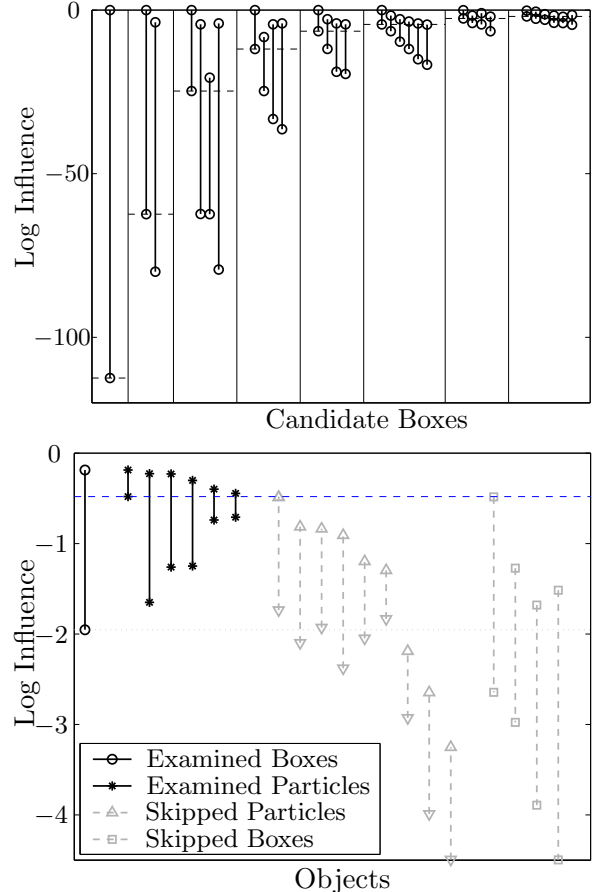 0
−50
−100
Log Influence
Candidate Boxes
0
−1
−2
−3
−4
Log Influence
Examined Boxes
Examined Particles
Skipped Particles
Skipped Boxes
Objects